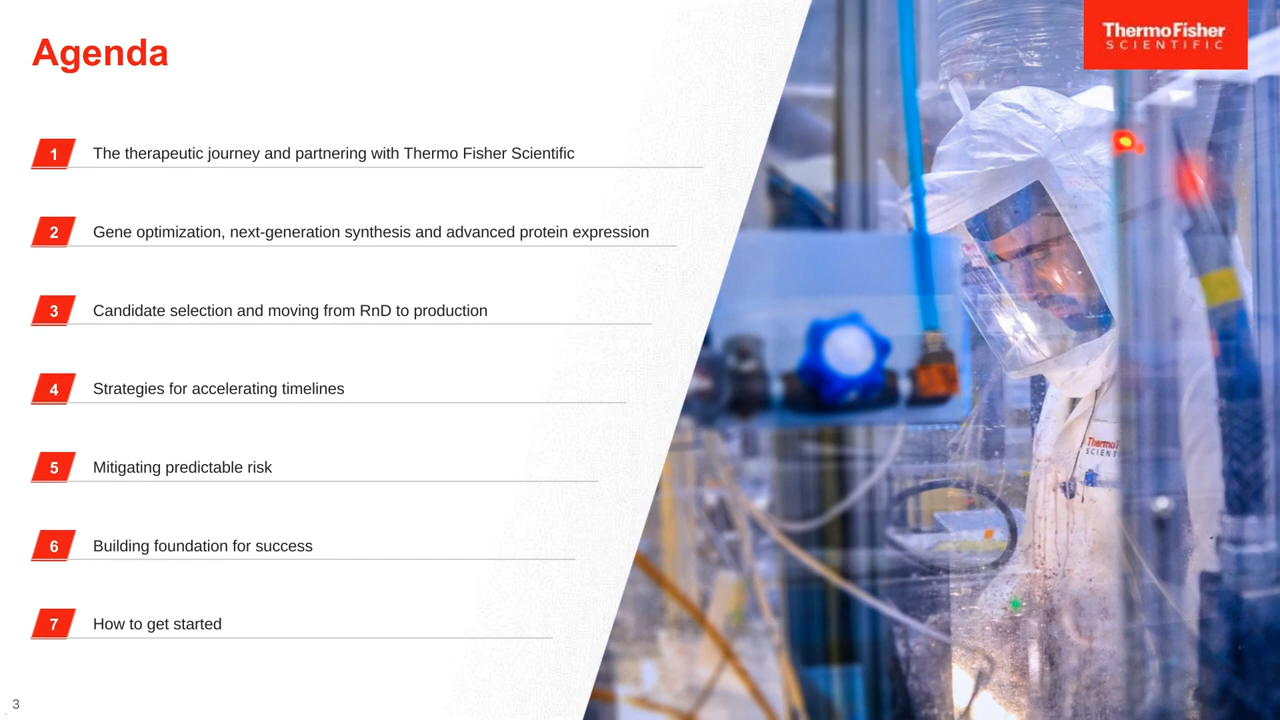 Agenda
ThermoFisher
SCIENTIFIC
1 The therapeutic journey and partnering with Thermo Fisher Scientific
2 Gene optimization, next-generation synthesis and advanced protein expression
3 Candidate selection and moving from RnD to production
4 Strategies for accelerating timelines
5 Mitigating predictable risk
6 Building foundation for success
7 How to get started
3